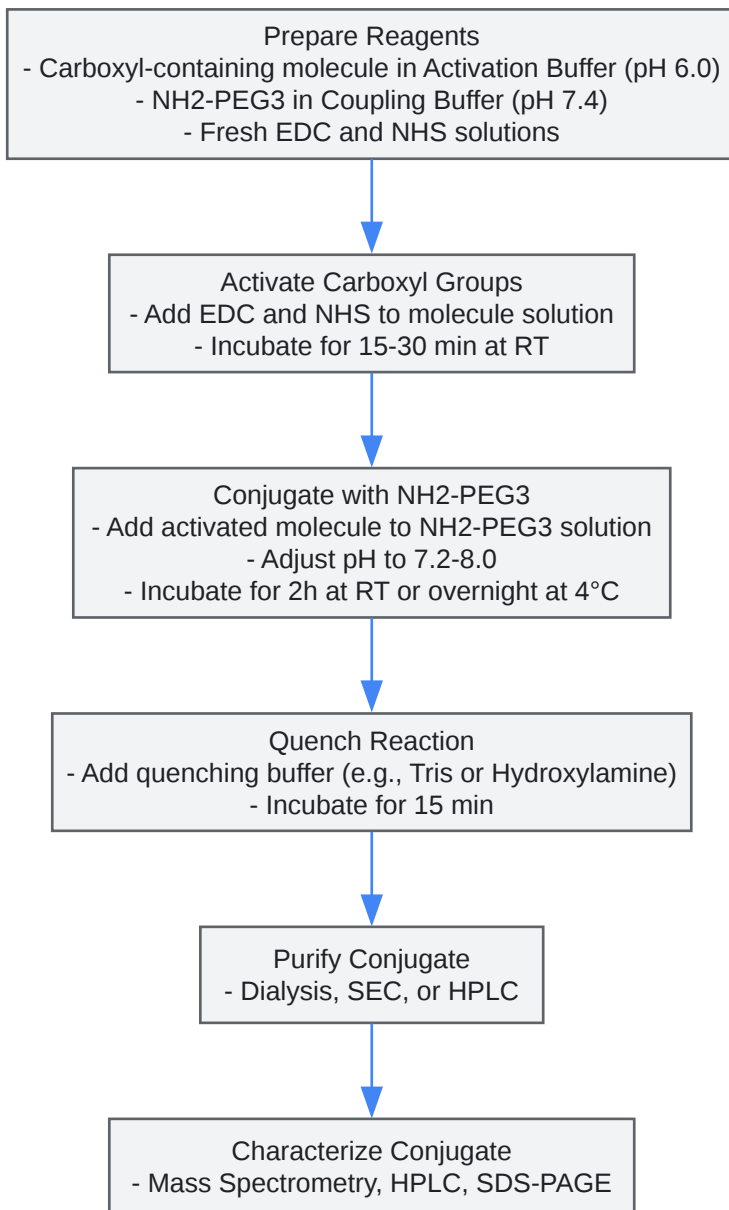 Prepare Reagents
- Carboxyl-containing molecule in Activation Buffer (pH 6.0)
- NH2-PEG3 in Coupling Buffer (pH 7.4)
- Fresh EDC and NHS solutions
Activate Carboxyl Groups
- Add EDC and NHS to molecule solution
- Incubate for 15-30 min at RT
Conjugate with NH2-PEG3
- Add activated molecule to NH2-PEG3 solution
- Adjust pH to 7.2-8.0
- Incubate for 2h at RT or overnight at 4°C
Quench Reaction
- Add quenching buffer (e.g., Tris or Hydroxylamine)
- Incubate for 15 min
Purify Conjugate
- Dialysis, SEC, or HPLC
Characterize Conjugate
- Mass Spectrometry, HPLC, SDS-PAGE